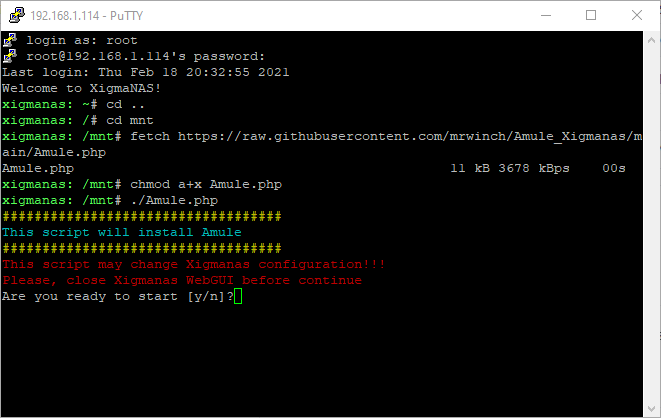 192.168.1.114 - PuTTY
login as: root
root@192.168.1.114's password:
Last login: Thu Feb 18 20:32:55 2021
Welcome to XigmaNAS!
xigmanas: ~# cd ..
xigmanas: /# cd mnt
xigmanas: /mnt# fetch https://raw.githubusercontent.com/mrwinch/Amule_Xigmanas/m
ain/Amule.php
Amule.php 11 kB 3678 kBps 00s
xigmanas: /mnt# chmod a+x Amule.php
xigmanas: /mnt# ./Amule.php
###################################
This script will install Amule
###################################
This script may change Xigmanas configuration!!!
Please, close Xigmanas WebGUI before continue
Are you ready to start [y/n]?